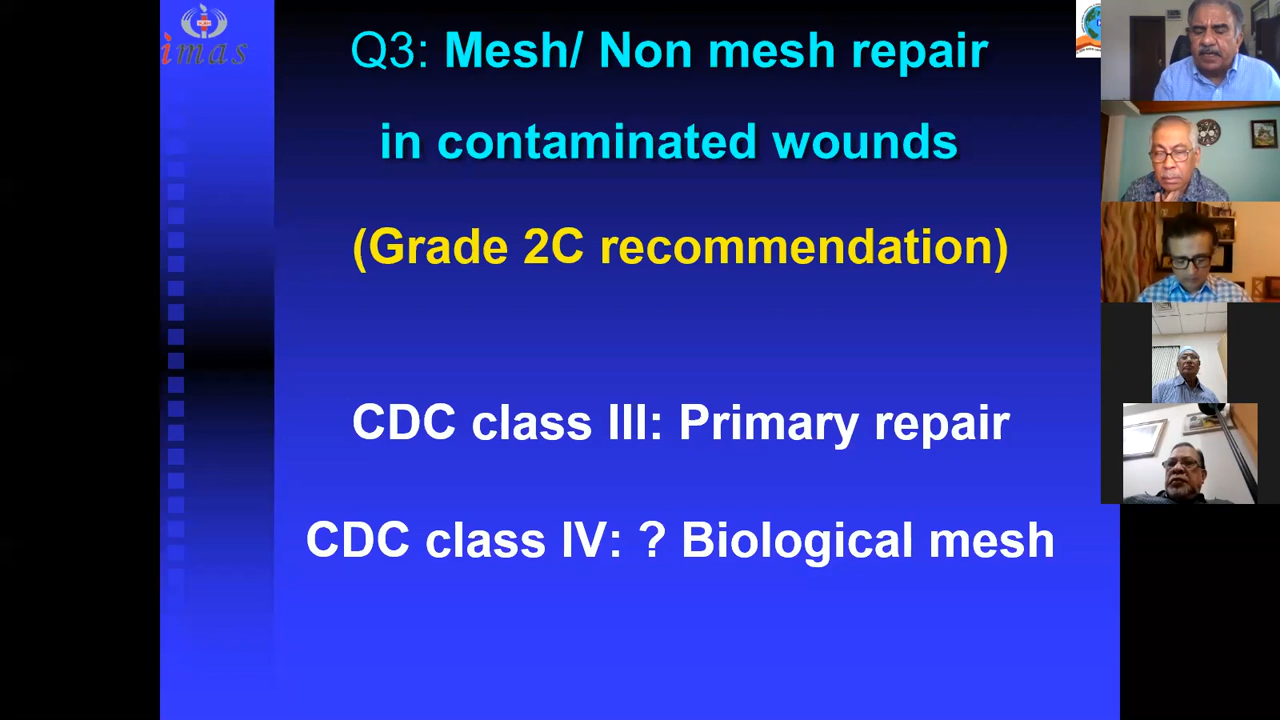 imas
Q3: Mesh/ Non mesh repair
in contaminated wounds
(Grade 2C recommendation)
CDC class III: Primary repair
CDC class IV: ? Biological mesh